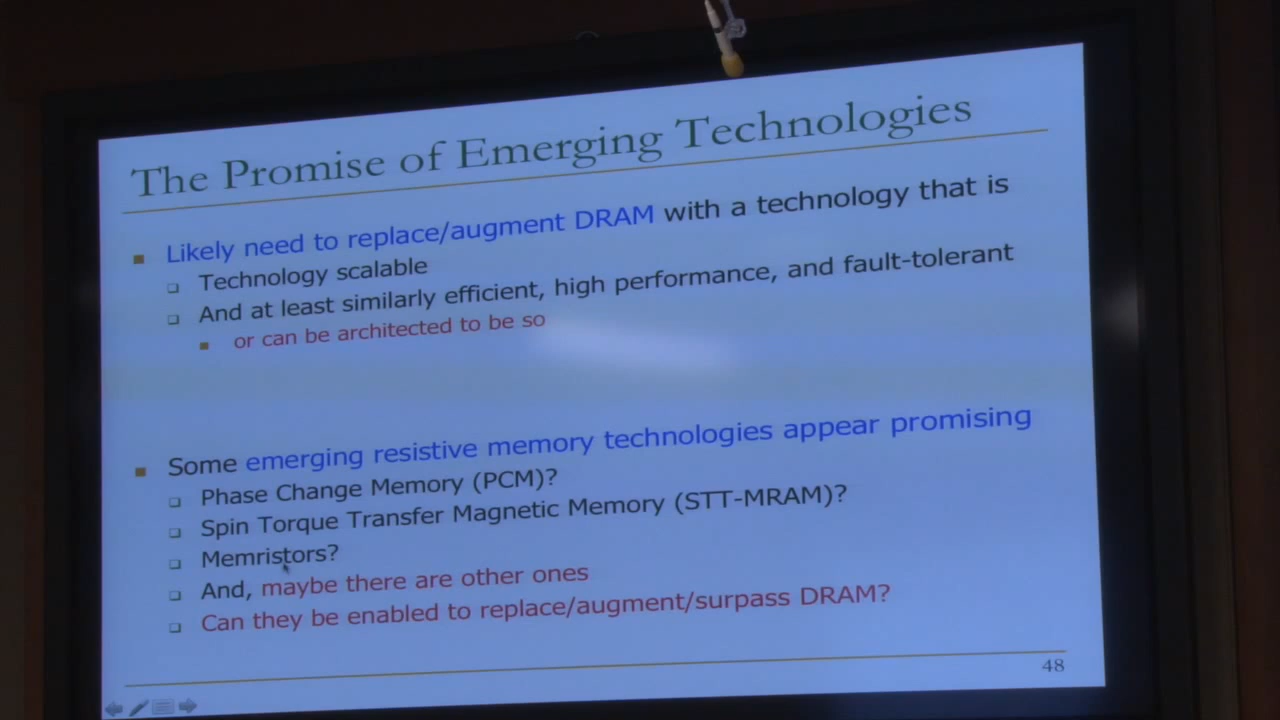 The Promise of Emerging Technologies
Likely need to replace/augment DRAM with a technology that is
Technology scalable
And at least similarly efficient, high performance, and fault-tolerant
or can be architected to be so
Some emerging resistive memory technologies appear promising
Phase Change Memory (PCM)?
Spin Torque Transfer Magnetic Memory (STT-MRAM)?
Memristors?
And, maybe there are other ones
Can they be enabled to replace/augment/surpass DRAM?
48